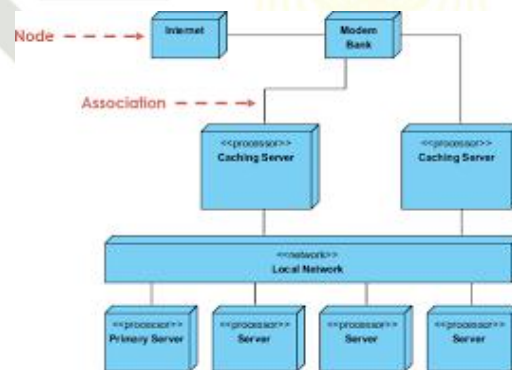 Node
Internet
Modem
Bank
Association
<<processor>>
Caching Server
<<processor>>
Caching Server
<<network>>
Local Network
<<processor>>
Primary Server
<<processor>>
Server
<<processor>>
Server
<<processor>>
Server